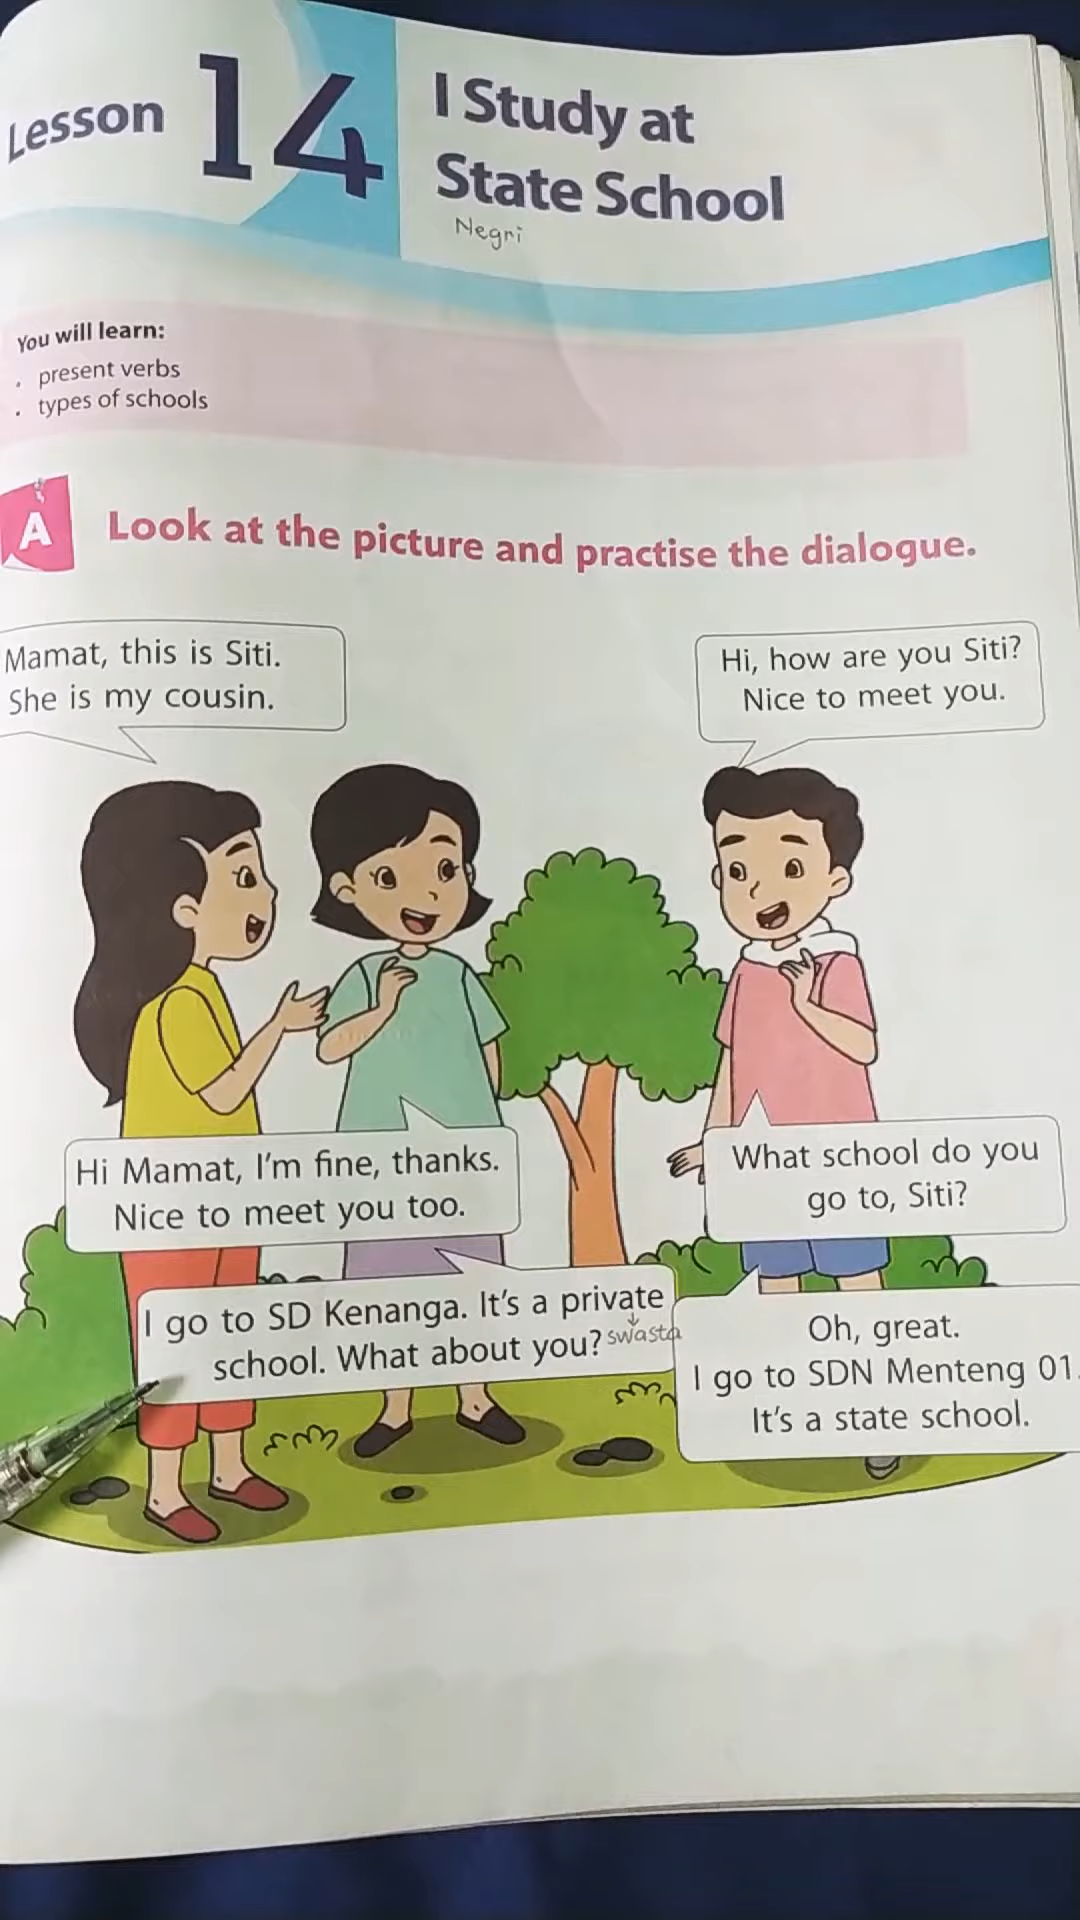 Lesson 14
I Study at
State School
Negri
You will learn:
. present verbs
. types of schools
A Look at the picture and practise the dialogue.
Mamat, this is Siti.
She is my cousin.
Hi, how are you Siti?
Nice to meet you.
Hi Mamat, I'm fine, thanks.
Nice to meet you too.
What school do you
go to, Siti?
I go to SD Kenanga. It's a private
school. What about you?
swasta
Oh, great.
I go to SDN Menteng 01.
It's a state school.